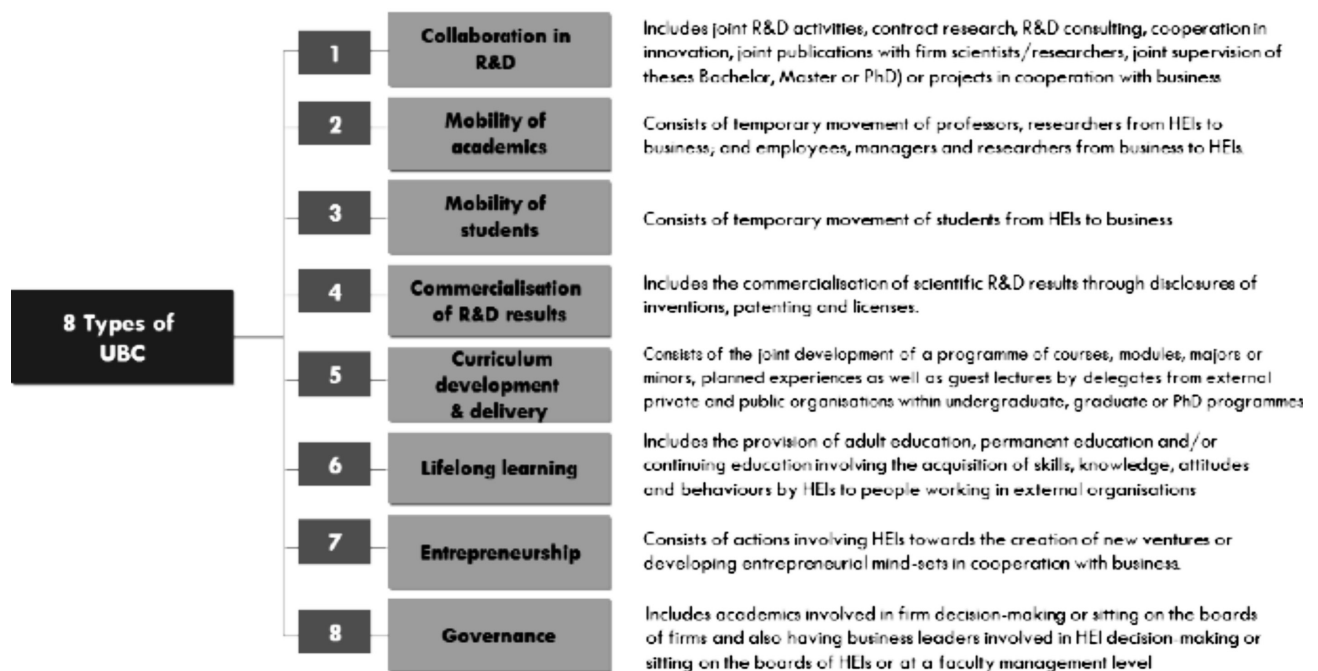 8 Types of
UBC
1
Collaboration in
R&D
Includes joint R&D activities, contract research, R&D consulting, cooperation in
innovation, joint publications with firm scientists/researchers, joint supervision of
theses Bachelor, Master or PhD) or projects in cooperation with business
2
Mobility of
academics
Consists of temporary movement of professors, researchers from HEIs to
business; and employees, managers and researchers from business to HEIs
3
Mobility of
students
Consists of temporary movement of students from HEIs to business
4
Commercialisation
of R&D results
Includes the commercialisation of scientific R&D results through disclosures of
inventions, patenting and licenses.
5
Curriculum
development
& delivery
Consists of the joint development of a programme of courses, modules, majors or
minors, planned experiences as well as guest lectures by delegates from external
private and public organisations within undergraduate, graduate or PhD programmes
6
Lifelong learning
Includes the provision of adult education, permanent education and/or
continuing education involving the acquisition of skills, knowledge, attitudes
and behaviours by HEIs to people working in external organisations
7
Entrepreneurship
Consists of actions involving HEIs towards the creation of new ventures or
developing entrepreneurial mind-sets in cooperation with business.
8
Governance
Includes academics involved in firm decision-making or sitting on the boards
of firms and also having business leaders involved in HEI decision-making or
sitting on the boards of HEIs or at a faculty management level